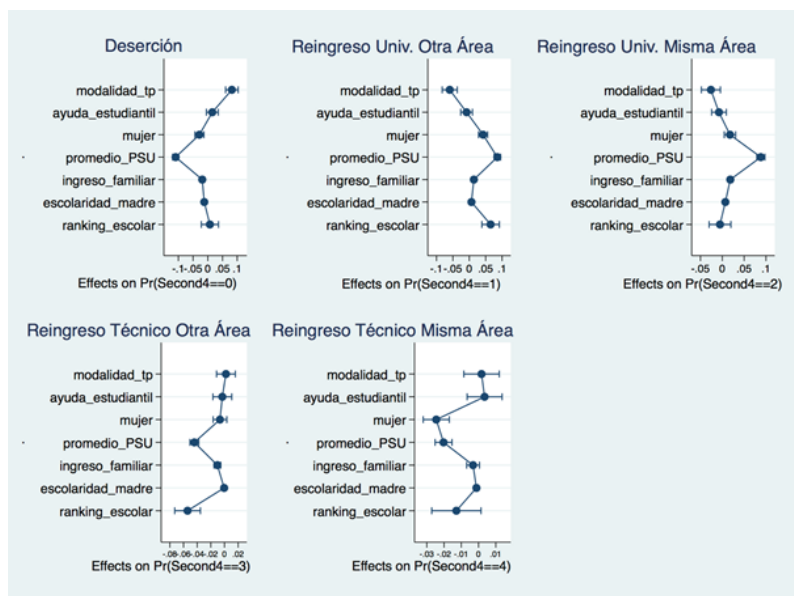 Deserción
modalidad_tp
ayuda_estudiantil
mujer
promedio_PSU
ingreso_familiar
escolaridad_madre
ranking_escolar
-.1 -.05 0 .05 .1
Effects on Pr(Second4==0)
Reingreso Univ. Otra Área
modalidad_tp
ayuda_estudiantil
mujer
promedio_PSU
ingreso_familiar
escolaridad_madre
ranking_escolar
-.1 -.05 0 .05 .1
Effects on Pr(Second4==1)
Reingreso Univ. Misma Área
modalidad_tp
ayuda_estudiantil
mujer
promedio_PSU
ingreso_familiar
escolaridad_madre
ranking_escolar
-.05 0 .05 .1
Effects on Pr(Second4==2)
Reingreso Técnico Otra Área
modalidad_tp
ayuda_estudiantil
mujer
promedio_PSU
ingreso_familiar
escolaridad_madre
ranking_escolar
-.08 -.06 -.04 -.02 0 .02
Effects on Pr(Second4==3)
Reingreso Técnico Misma Área
modalidad_tp
ayuda_estudiantil
mujer
promedio_PSU
ingreso_familiar
escolaridad_madre
ranking_escolar
-.03 -.02 -.01 0 .01
Effects on Pr(Second4==4)